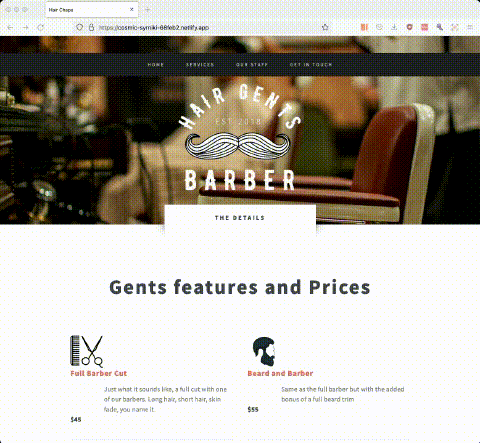 Hair Chaps
https://cosmic-syrniki-68feb2.netlify.app
HOME SERVICES OUR STAFF GET IN TOUCH
HAIR GENTS
EST 2018
BARBER
THE DETAILS
Gents features and Prices
Full Barber Cut
Just what it sounds like, a full cut with one
of our barbers. Long hair, short hair, skin
fade, you name it.
$45
Beard and Barber
Same as the full barber but with the added
bonus of a full beard trim
$55